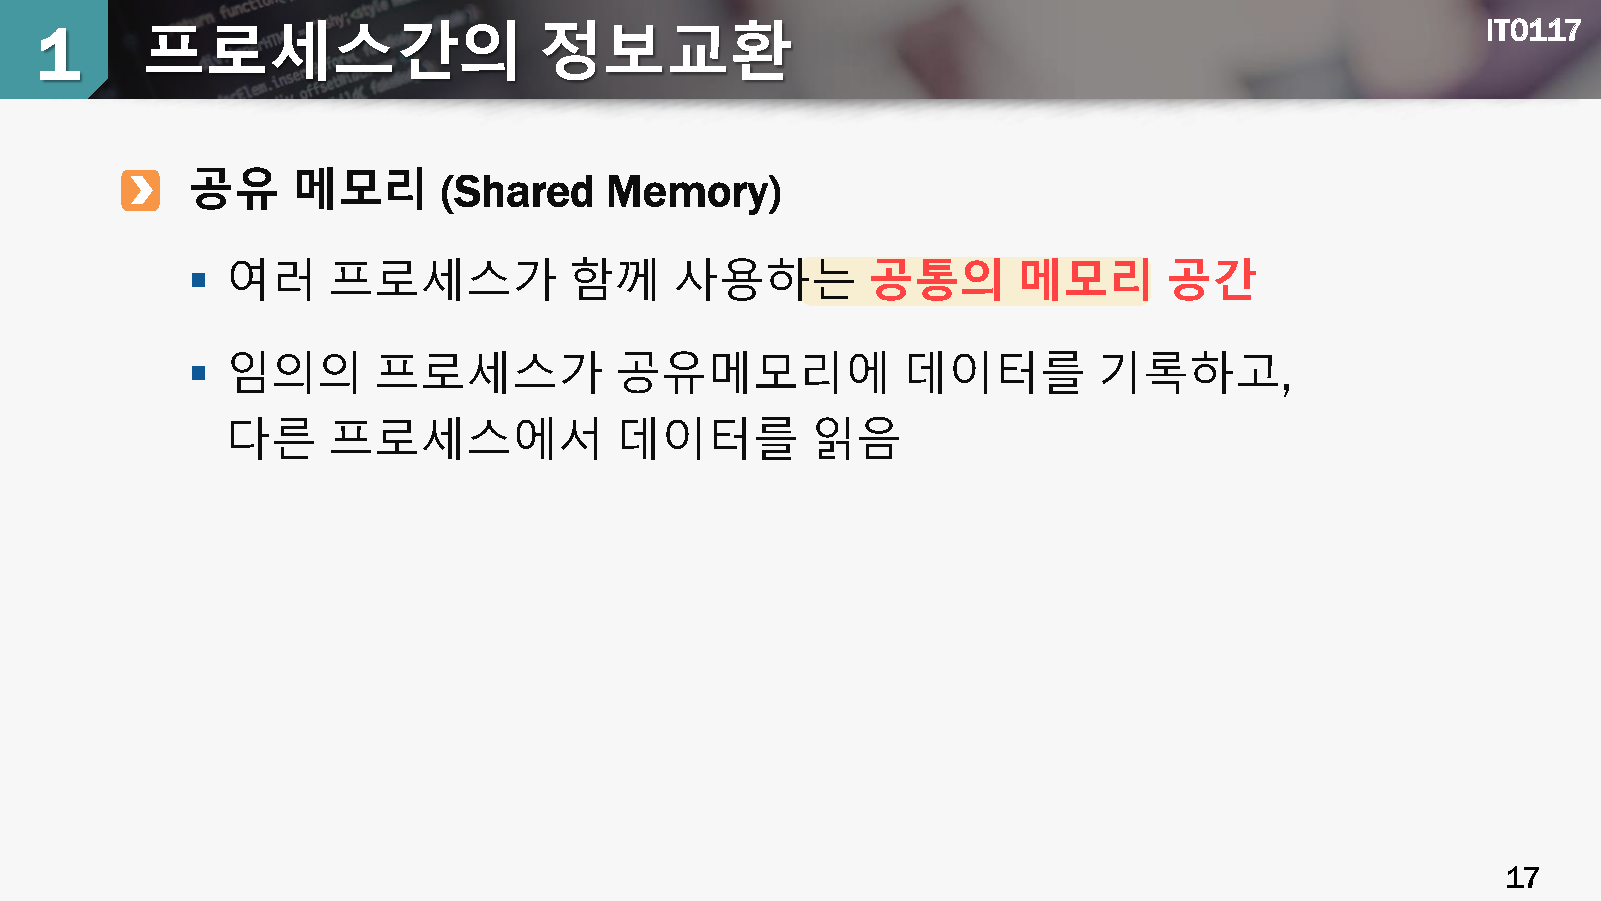 1 프로세스간의 정보교환
IT0117
공유 메모리 (Shared Memory)
여러 프로세스가 함께 사용하는 공통의 메모리 공간
임의의 프로세스가 공유메모리에 데이터를 기록하고,
다른 프로세스에서 데이터를 읽음
17